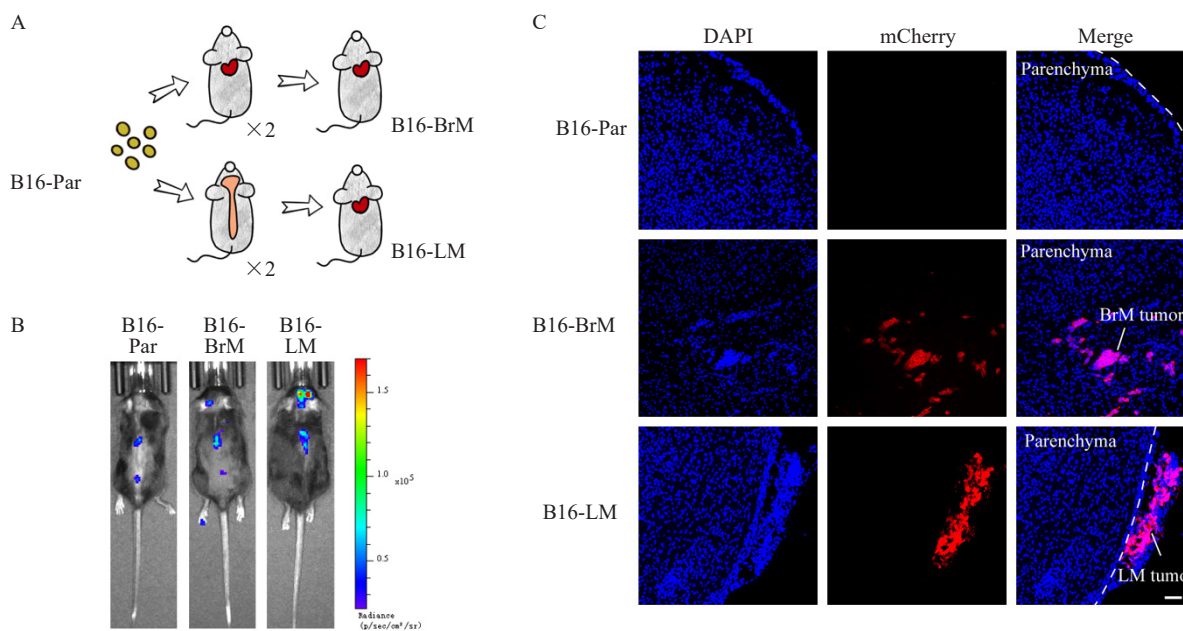 A
B16-Par
×2
B16-BrM
×2
B16-LM
B
B16-
Par
B16-
BrM
B16-
LM
1.5
1.0
×10⁵
0.5
Radiance
(p/sec/cm²/sr)
C
DAPI
mCherry
Merge
B16-Par
Parenchyma
B16-BrM
Parenchyma
BrM tumor
B16-LM
Parenchyma
LM tumo